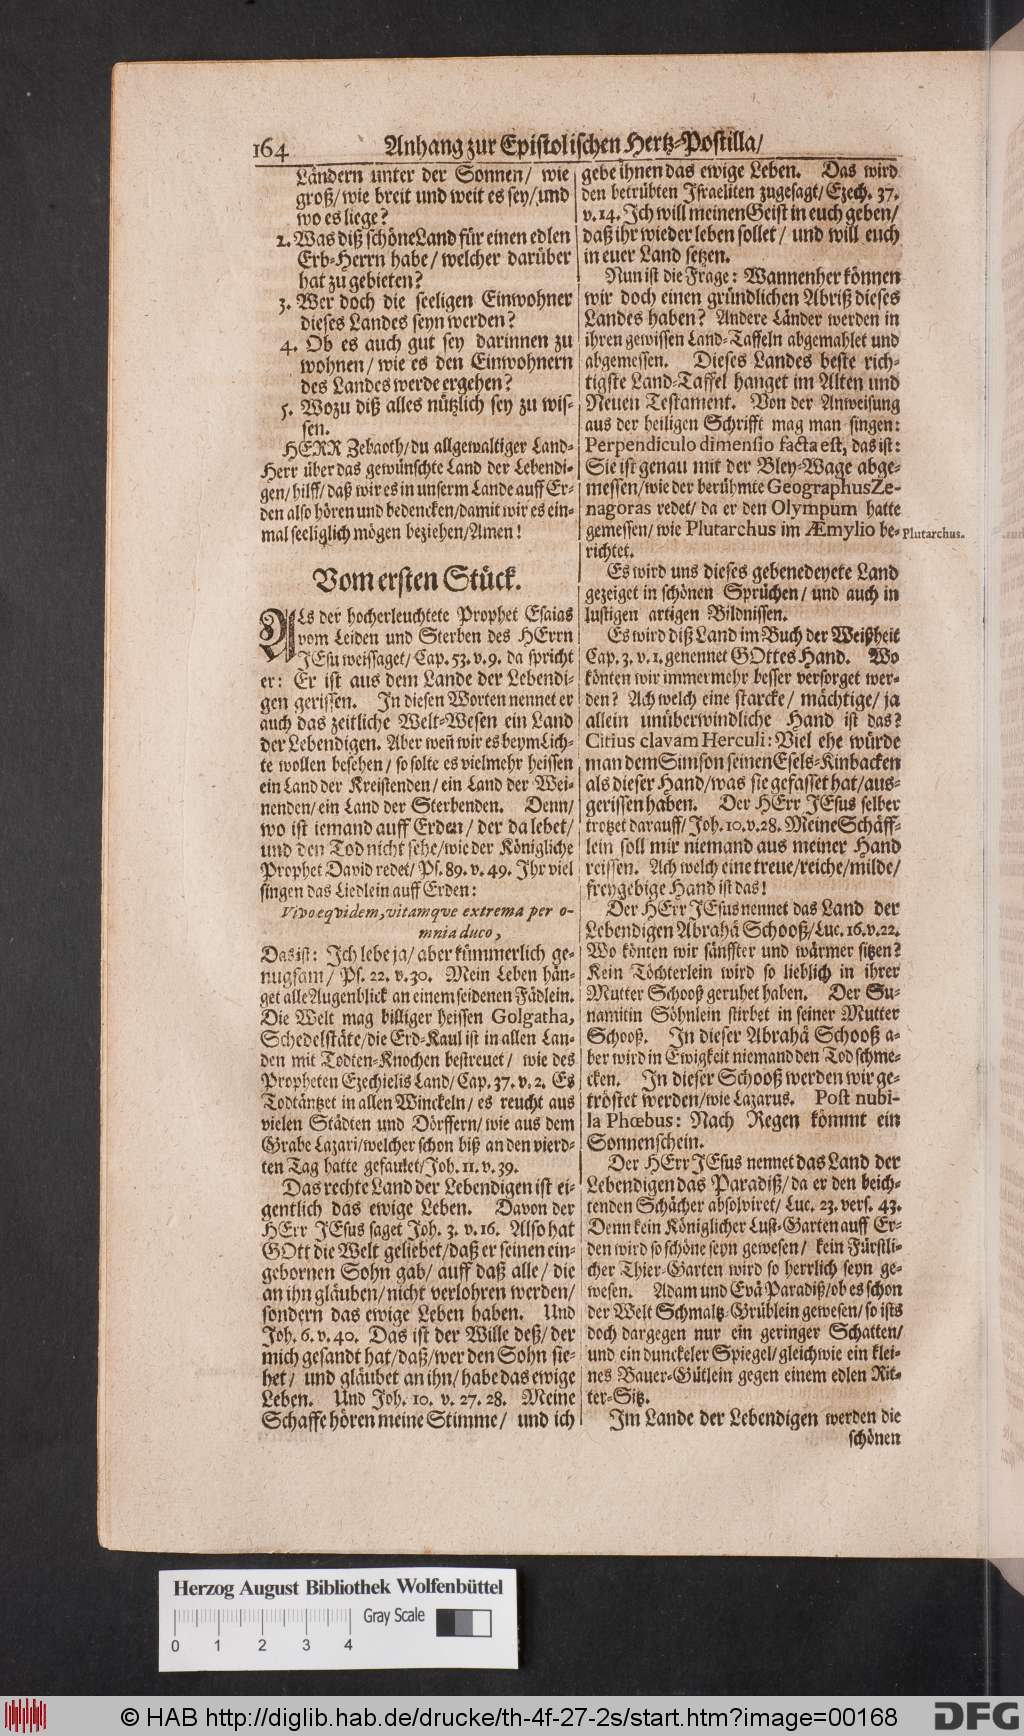 164 Anhang zur Epistolischen Hertz-Postilla/
Ländern unter der Sonnen/ wie
groß/ wie breit und weit es sey/ und
wo es liege?
2. Was diß schöne Land für einen edlen
Erb-Herrn habe/ welcher darüber
hat zu gebieten?
3. Wer doch die seeligen Einwohner
dieses Landes seyn werden?
4. Ob es auch gut sey darinnen zu
wohnen/ wie es den Einwohnern
des Landes werde ergehen?
5. Wozu diß alles nützlich sey zu wis-
sen.
HERR Zebaoth/ du allgewaltiger Land-
Herr über das gewünschte Land der Lebendi-
gen/ hilff/ daß wir es in unserm Lande auff Er-
den also hören und bedencken/ damit wir es ein-
mal seeliglich mögen beziehen/ Amen!
Vom ersten Stück.
ALs der hocherleuchtete Prophet Esaias
vom Leiden und Sterben des HErrn
JEsu weissaget/ Cap. 53. v. 9. da spricht
er: Er ist aus dem Lande der Lebendi-
gen gerissen. In diesen Worten nennet er
auch das zeitliche Welt-Wesen ein Land
der Lebendigen. Aber weñ wir es beym Lich-
te wollen besehen/ so solte es vielmehr heissen
ein Land der Kreistenden/ ein Land der Wei-
nenden/ ein Land der Sterbenden. Denn/
wo ist iemand auff Erden/ der da lebet/
und den Tod nicht sehe/ wie der Königliche
Prophet David redet/ Ps. 89. v. 49. Ihr viel
singen das Liedlein auff Erden:
Vivo eqvidem, vitamqve extrema per o-
mnia duco,
Das ist: Ich lebe ja/ aber kümmerlich ge-
nugsam/ Ps. 22. v. 30. Mein Leben hän-
get alle Augenblick an einem seidenen Fädlein.
Die Welt mag billiger heissen Golgatha,
Schedelstäte/ die Erd-Kaul ist in allen Lan-
den mit Todten-Knochen bestreuet/ wie des
Propheten Ezechielis Land/ Cap. 37. v. 2. Es
Todtäntzet in allen Winckeln/ es reucht aus
vielen Städten und Dörffern/ wie aus dem
Grabe Lazari/ welcher schon biß an den vierd-
ten Tag hatte gefaulet/ Joh. 11. v. 39.
Das rechte Land der Lebendigen ist ei-
gentlich das ewige Leben. Davon der
HErr JEsus saget Joh. 3. v. 16. Also hat
GOtt die Welt geliebet/ daß er seinen ein-
gebornen Sohn gab/ auff daß alle/ die
an ihn gläuben/ nicht verlohren werden/
sondern das ewige Leben haben. Und
Joh. 6. v. 40. Das ist der Wille deß/ der
mich gesandt hat/ daß/ wer den Sohn sie-
het/ und gläubet an ihn/ habe das ewige
Leben. Und Joh. 10. v. 27. 28. Meine
Schaffe hören meine Stimme/ und ich
gebe ihnen das ewige Leben. Das wird
den betrübten Israeliten zugesagt/ Ezech. 37.
v. 14. Ich will meinen Geist in euch geben/
daß ihr wieder leben sollet/ und will euch
in euer Land setzen.
Nun ist die Frage: Wannenher können
wir doch einen gründlichen Abriß dieses
Landes haben? Andere Länder werden in
ihren gewissen Land-Taffeln abgemahlet und
abgemessen. Dieses Landes beste rich-
tigste Land-Taffel hanget im Alten und
Neuen Testament. Von der Anweisung
aus der heiligen Schrifft mag man singen:
Perpendiculo dimensio facta est, das ist:
Sie ist genau mit der Bley-Wage abge-
messen/ wie der berühmte Geographus Ze-
nagoras redet/ da er den Olympum hatte
gemessen/ wie Plutarchus im Æmylio be-
richtet.
Plutarchus.
Es wird uns dieses gebenedeyete Land
gezeiget in schönen Sprüchen/ und auch in
lustigen artigen Bildnissen.
Es wird diß Land im Buch der Weißheit
Cap. 3. v. 1. genennet GOttes Hand. Wo
könten wir immermehr besser versorget wer-
den? Ach welch eine starcke/ mächtige/ ja
allein unüberwindliche Hand ist das?
Citius clavam Herculi: Viel ehe würde
man dem Simson seinen Esels-Kinbacken
als dieser Hand/ was sie gefasset hat/ aus-
gerissen haben. Der HErr JEsus selber
trotzet darauff/ Joh. 10. v. 28. Meine Schäff-
lein soll mir niemand aus meiner Hand
reissen. Ach welch eine treue/ reiche/ milde/
freygebige Hand ist das!
Der HErr JEsus nennet das Land der
Lebendigen Abrahä Schooß/ Luc. 16. v. 22.
Wo könten wir sänffter und wärmer sitzen?
Kein Töchterlein wird so lieblich in ihrer
Mutter Schooß geruhet haben. Der Su-
namitin Söhnlein stirbet in seiner Mutter
Schooß. In dieser Abrahä Schooß a-
ber wird in Ewigkeit niemand den Tod schme-
cken. In dieser Schooß werden wir ge-
tröstet werden/ wie Lazarus. Post nubi-
la Phœbus: Nach Regen kömmt ein
Sonnenschein.
Der HErr JEsus nennet das Land der
Lebendigen das Paradiß/ da er den beich-
tenden Schächer absolviret/ Luc. 23. vers. 43.
Denn kein Königlicher Lust-Garten auff Er-
den wird so schöne seyn gewesen/ kein Fürstli-
cher Thier-Garten wird so herrlich seyn ge-
wesen. Adam und Evä Paradiß/ ob es schon
der Welt Schmaltz-Grüblein gewesen/ so ists
doch dargegen nur ein geringer Schatten/
und ein dunckeler Spiegel/ gleichwie ein klei-
nes Bauer-Gütlein gegen einem edlen Rit-
ter-Sitz.
Im Lande der Lebendigen werden die
schönen
Herzog August Bibliothek Wolfenbüttel
Gray Scale
0 1 2 3 4
© HAB http://diglib.hab.de/drucke/th-4f-27-2s/start.htm?image=00168
DFG